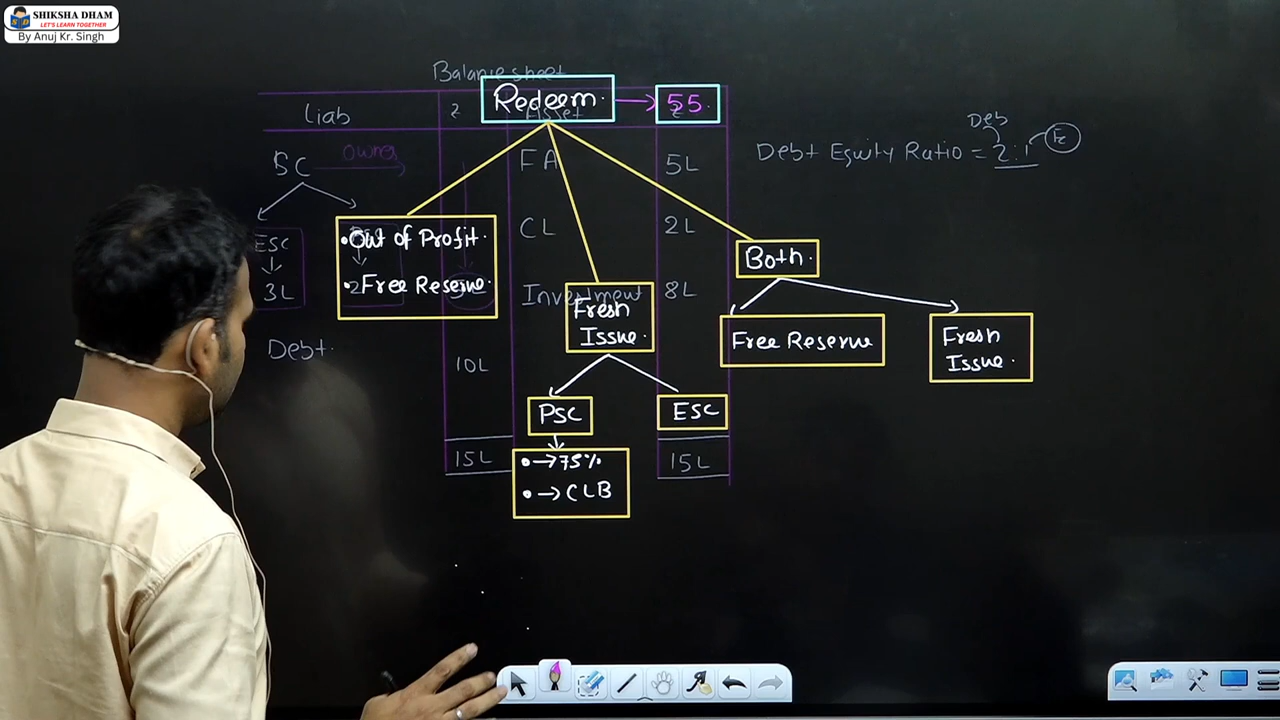 SHIKSHA DHAM
LET'S LEARN TOGETHER
By Anuj Kr. Singh
Balance sheet
Redeem.
55.
Liab
₹
Asset
₹
Deb
Debt Equity Ratio = 2:1
SC
Owner
FA
5L
ESC
3L
• Out of Profit.
• Free Reserve.
CL
2L
Both.
Investment
8L
Fresh
Issue.
Free Reserve
Fresh
Issue.
Debt.
10L
PSC
ESC
15L
• → 75%
• → CLB
15L